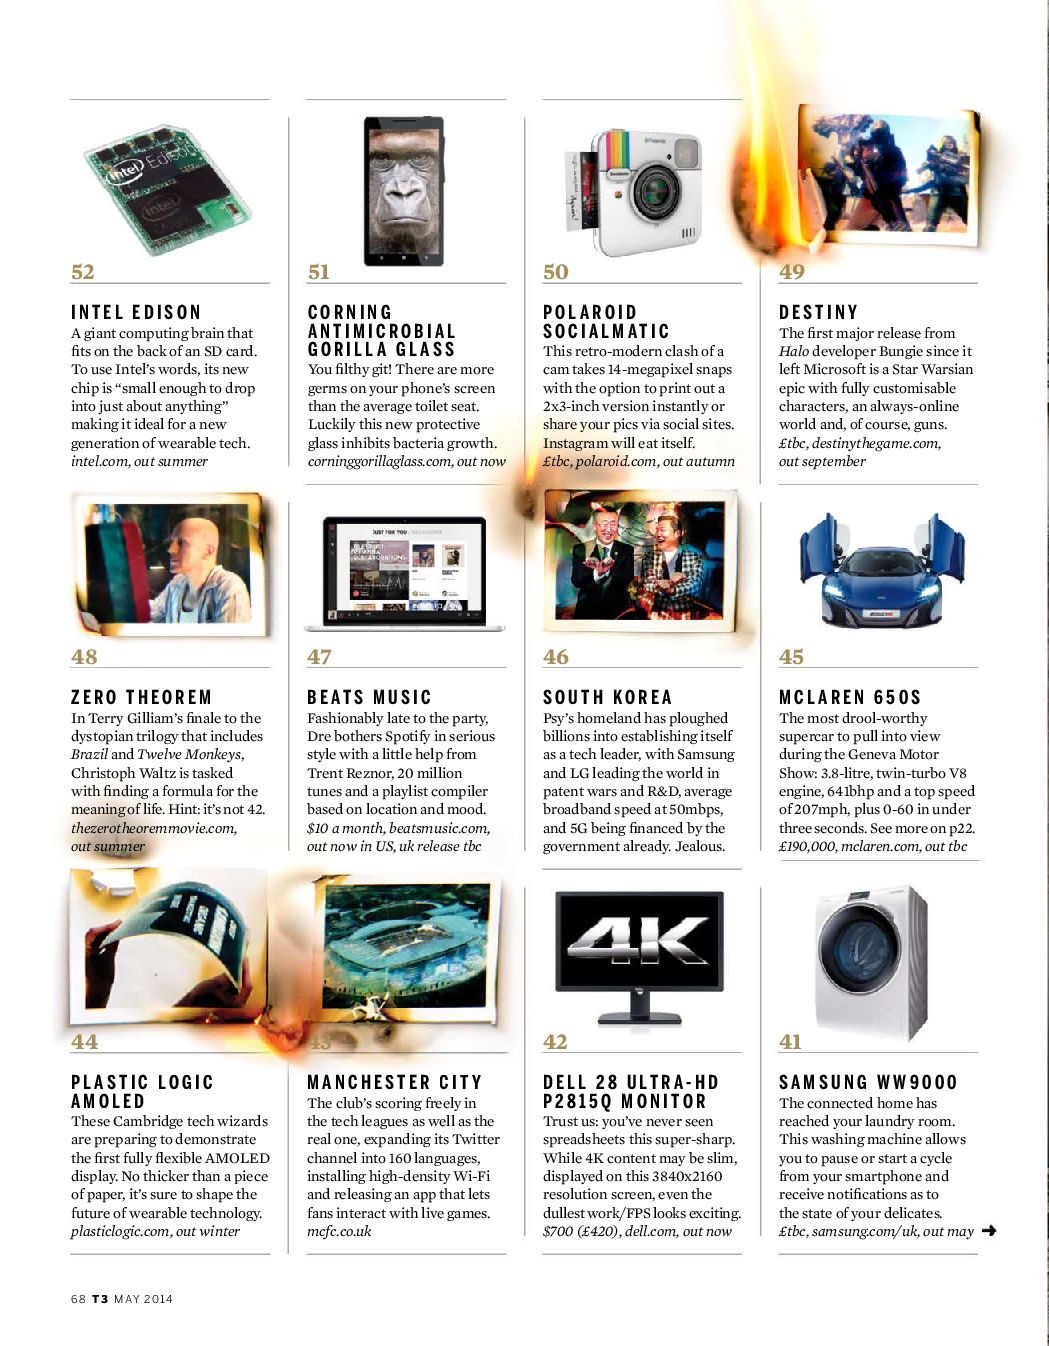 intel
Edison
intel
Polaroid
52
51
50
49
INTEL EDISON
A giant computing brain that
fits on the back of an SD card.
To use Intel's words, its new
chip is “small enough to drop
into just about anything”
making it ideal for a new
generation of wearable tech.
intel.com, out summer
CORNING
ANTIMICROBIAL
GORILLA GLASS
You filthy git! There are more
germs on your phone's screen
than the average toilet seat.
Luckily this new protective
glass inhibits bacteria growth.
corninggorillaglass.com, out now
POLAROID
SOCIALMATIC
This retro-modern clash of a
cam takes 14-megapixel snaps
with the option to print out a
2x3-inch version instantly or
share your pics via social sites.
Instagram will eat itself.
£tbc, polaroid.com, out autumn
DESTINY
The first major release from
Halo developer Bungie since it
left Microsoft is a Star Warsian
epic with fully customisable
characters, an always-online
world and, of course, guns.
£tbc, destinythegame.com,
out september
JUST FOR YOU
48
47
46
45
ZERO THEOREM
In Terry Gilliam's finale to the
dystopian trilogy that includes
Brazil and Twelve Monkeys,
Christoph Waltz is tasked
with finding a formula for the
meaning of life. Hint: it's not 42.
thezerotheoremmovie.com,
out summer
BEATS MUSIC
Fashionably late to the party,
Dre bothers Spotify in serious
style with a little help from
Trent Reznor, 20 million
tunes and a playlist compiler
based on location and mood.
$10 a month, beatsmusic.com,
out now in US, uk release tbc
SOUTH KOREA
Psy's homeland has ploughed
billions into establishing itself
as a tech leader, with Samsung
and LG leading the world in
patent wars and R&D, average
broadband speed at 50mbps,
and 5G being financed by the
government already. Jealous.
MCLAREN 650S
The most drool-worthy
supercar to pull into view
during the Geneva Motor
Show: 3.8-litre, twin-turbo V8
engine, 641bhp and a top speed
of 207mph, plus 0-60 in under
three seconds. See more on p22.
£190,000, mclaren.com, out tbc
4K
44
43
42
41
PLASTIC LOGIC
AMOLED
These Cambridge tech wizards
are preparing to demonstrate
the first fully flexible AMOLED
display. No thicker than a piece
of paper, it's sure to shape the
future of wearable technology.
plasticlogic.com, out winter
MANCHESTER CITY
The club's scoring freely in
the tech leagues as well as the
real one, expanding its Twitter
channel into 160 languages,
installing high-density Wi-Fi
and releasing an app that lets
fans interact with live games.
mcfc.co.uk
DELL 28 ULTRA-HD
P2815Q MONITOR
Trust us: you've never seen
spreadsheets this super-sharp.
While 4K content may be slim,
displayed on this 3840x2160
resolution screen, even the
dullest work/FPS looks exciting.
$700 (£420), dell.com, out now
SAMSUNG WW9000
The connected home has
reached your laundry room.
This washing machine allows
you to pause or start a cycle
from your smartphone and
receive notifications as to
the state of your delicates.
£tbc, samsung.com/uk, out may
68 T3 MAY 2014